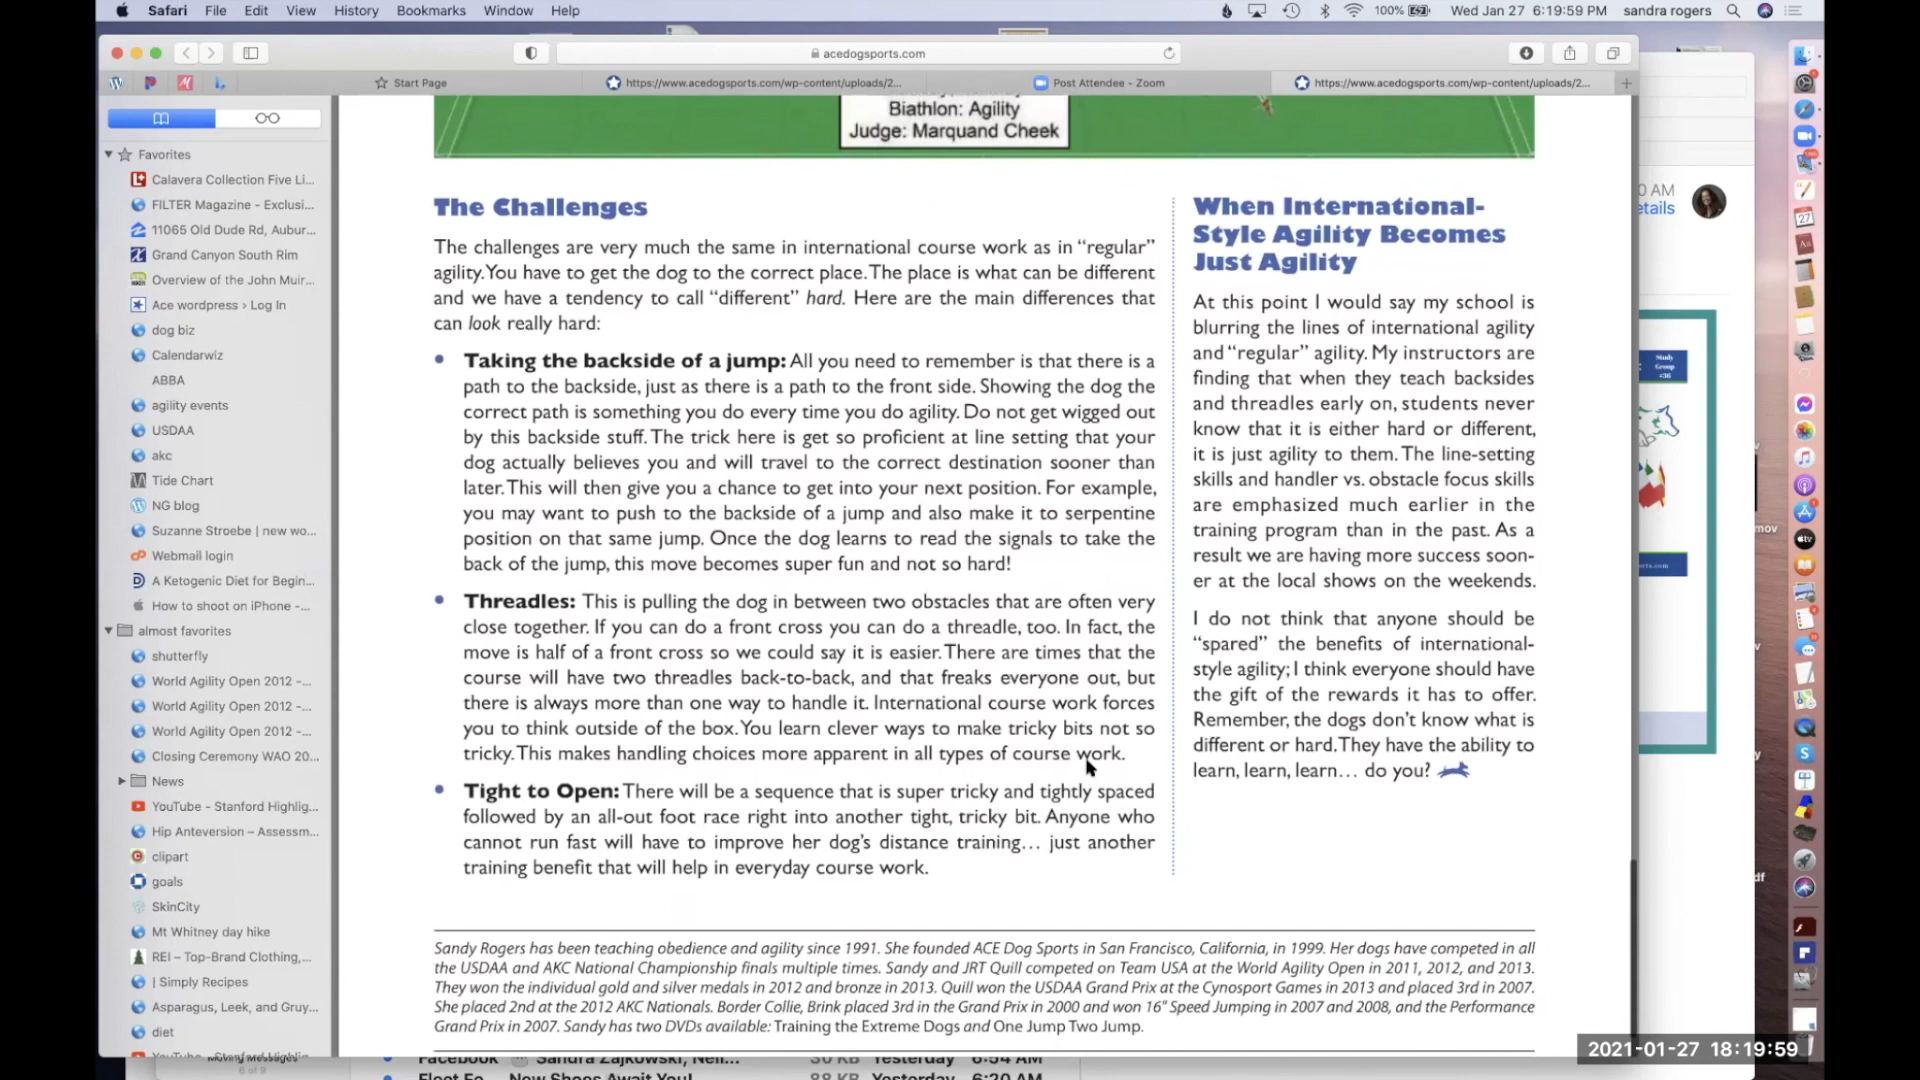 Safari File Edit View History Bookmarks Window Help
100% Wed Jan 27 6:19:59 PM sandra rogers
acedogsports.com
Start Page
https://www.acedogsports.com/wp-content/uploads/2...
Post Attendee - Zoom
https://www.acedogsports.com/wp-content/uploads/2...
Favorites
Calavera Collection Five Li...
FILTER Magazine - Exclusi...
11065 Old Dude Rd, Aubur...
Grand Canyon South Rim
Overview of the John Muir...
Ace wordpress › Log In
dog biz
Calendarwiz
ABBA
agility events
USDAA
akc
Tide Chart
NG blog
Suzanne Stroebe | new wo...
Webmail login
A Ketogenic Diet for Begin...
How to shoot on iPhone -...
almost favorites
shutterfly
World Agility Open 2012 -...
World Agility Open 2012 -...
World Agility Open 2012 -...
Closing Ceremony WAO 20...
News
YouTube - Stanford Highlig...
Hip Anteversion – Assessm...
clipart
goals
SkinCity
Mt Whitney day hike
REI – Top-Brand Clothing,...
| Simply Recipes
Asparagus, Leek, and Gruy...
diet
Biathlon: Agility
Judge: Marquand Cheek
The Challenges
The challenges are very much the same in international course work as in “regular”
agility. You have to get the dog to the correct place. The place is what can be different
and we have a tendency to call “different” hard. Here are the main differences that
can look really hard:
• Taking the backside of a jump: All you need to remember is that there is a
path to the backside, just as there is a path to the front side. Showing the dog the
correct path is something you do every time you do agility. Do not get wigged out
by this backside stuff. The trick here is get so proficient at line setting that your
dog actually believes you and will travel to the correct destination sooner than
later. This will then give you a chance to get into your next position. For example,
you may want to push to the backside of a jump and also make it to serpentine
position on that same jump. Once the dog learns to read the signals to take the
back of the jump, this move becomes super fun and not so hard!
• Threadles: This is pulling the dog in between two obstacles that are often very
close together. If you can do a front cross you can do a threadle, too. In fact, the
move is half of a front cross so we could say it is easier. There are times that the
course will have two threadles back-to-back, and that freaks everyone out, but
there is always more than one way to handle it. International course work forces
you to think outside of the box. You learn clever ways to make tricky bits not so
tricky. This makes handling choices more apparent in all types of course work.
• Tight to Open: There will be a sequence that is super tricky and tightly spaced
followed by an all-out foot race right into another tight, tricky bit. Anyone who
cannot run fast will have to improve her dog’s distance training... just another
training benefit that will help in everyday course work.
When International-
Style Agility Becomes
Just Agility
At this point I would say my school is
blurring the lines of international agility
and “regular” agility. My instructors are
finding that when they teach backsides
and threadles early on, students never
know that it is either hard or different,
it is just agility to them. The line-setting
skills and handler vs. obstacle focus skills
are emphasized much earlier in the
training program than in the past. As a
result we are having more success soon-
er at the local shows on the weekends.
I do not think that anyone should be
“spared” the benefits of international-
style agility; I think everyone should have
the gift of the rewards it has to offer.
Remember, the dogs don’t know what is
different or hard. They have the ability to
learn, learn, learn... do you?
Sandy Rogers has been teaching obedience and agility since 1991. She founded ACE Dog Sports in San Francisco, California, in 1999. Her dogs have competed in all
the USDAA and AKC National Championship finals multiple times. Sandy and JRT Quill competed on Team USA at the World Agility Open in 2011, 2012, and 2013.
They won the individual gold and silver medals in 2012 and bronze in 2013. Quill won the USDAA Grand Prix at the Cynosport Games in 2013 and placed 3rd in 2007.
She placed 2nd at the 2012 AKC Nationals. Border Collie, Brink placed 3rd in the Grand Prix in 2000 and won 16" Speed Jumping in 2007 and 2008, and the Performance
Grand Prix in 2007. Sandy has two DVDs available: Training the Extreme Dogs and One Jump Two Jump.
0 AM
etails
Study
Group
mov
df
Facebook Sandra Zajkowski, Nell... 30 KB Yesterday 6:54 AM
New Shoes Await You! 88 KB Yesterday 6:20 AM
6 of 9
2021-01-27 18:19:59